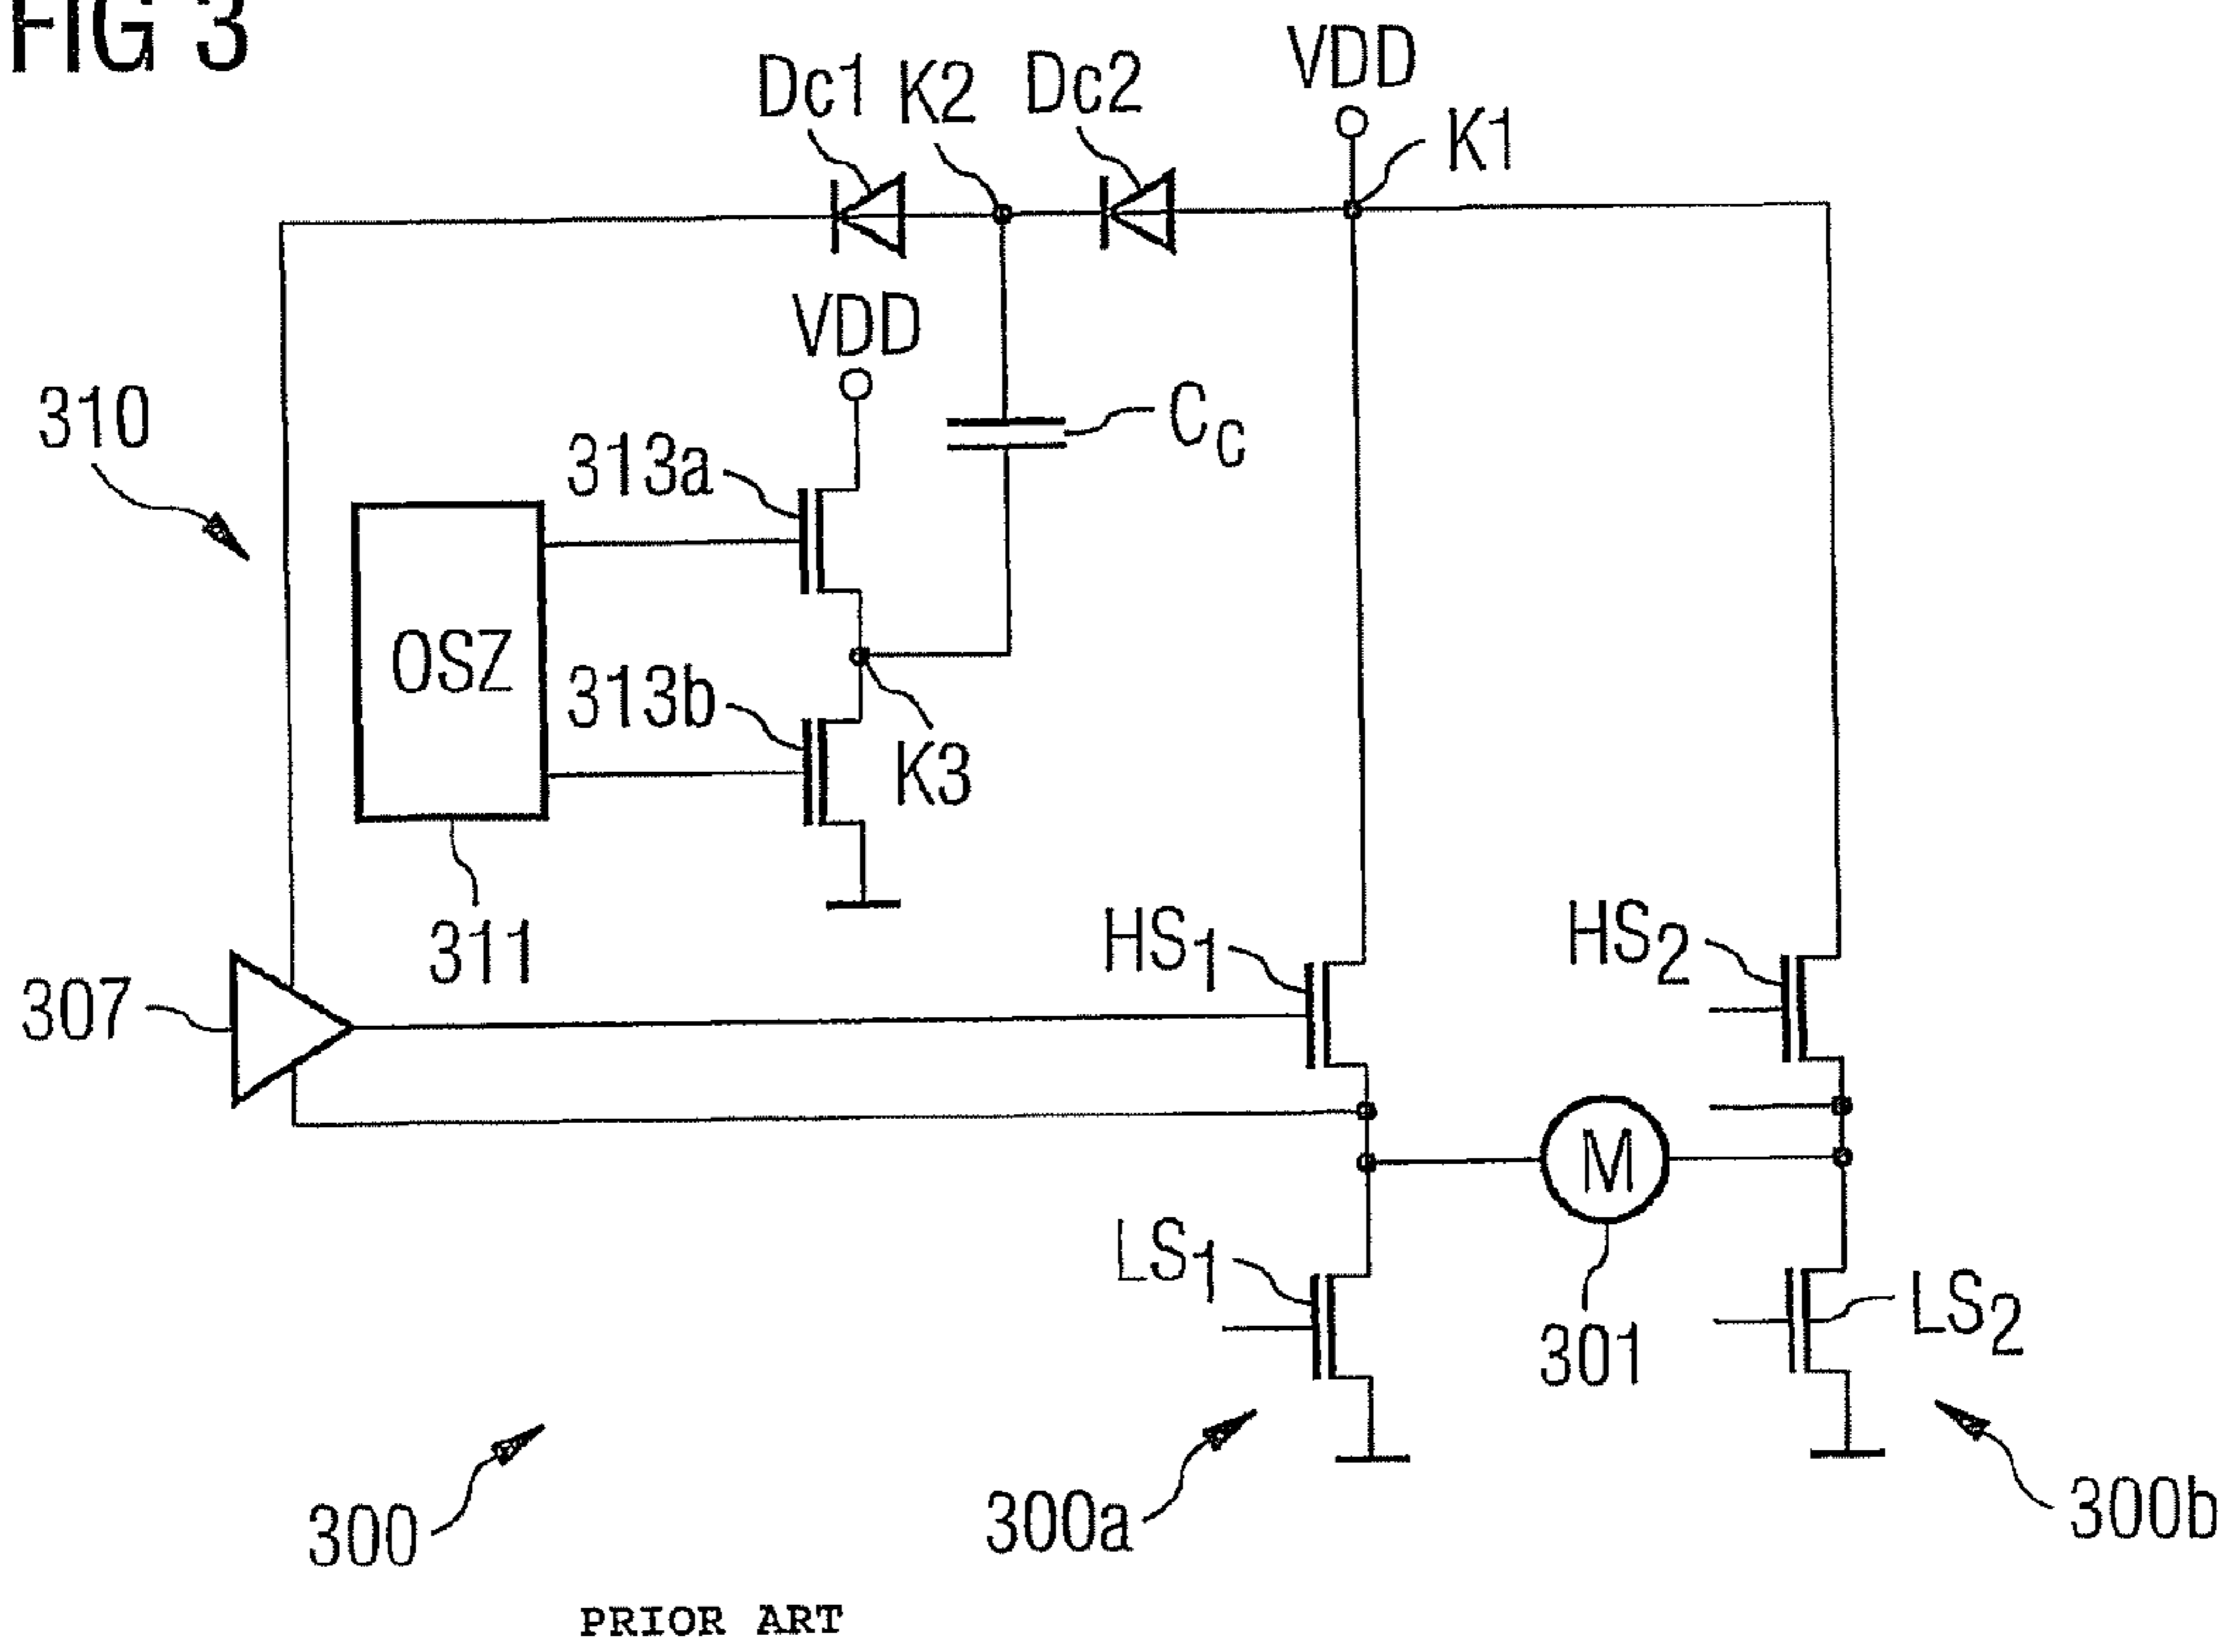 FIG 3
Dc1 K2 Dc2 VDD
K1
VDD
310
C_C
313a
OSZ
313b
K3
311
HS1
HS2
307
M
LS1
LS2
301
300
300a
300b
PRIOR ART